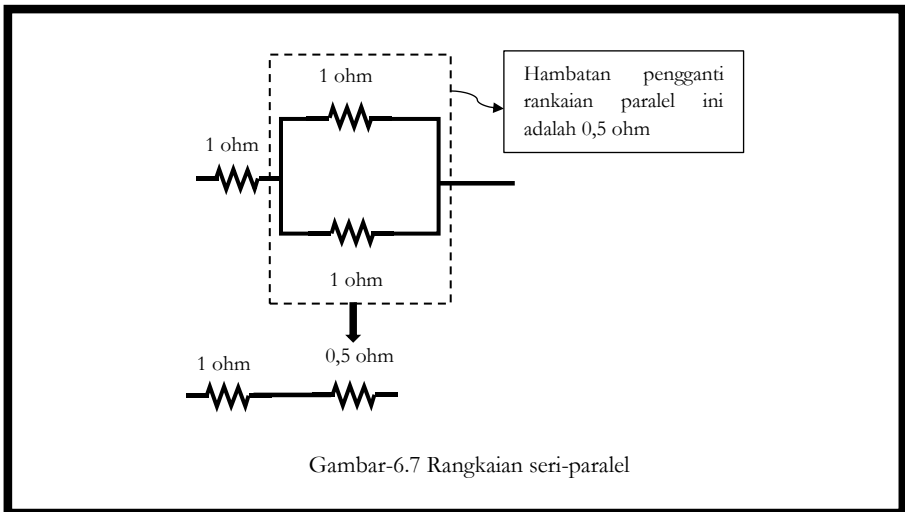 1 ohm
Hambatan pengganti
rankaian paralel ini
adalah 0,5 ohm
1 ohm
1 ohm
1 ohm
0,5 ohm
Gambar-6.7 Rangkaian seri-paralel